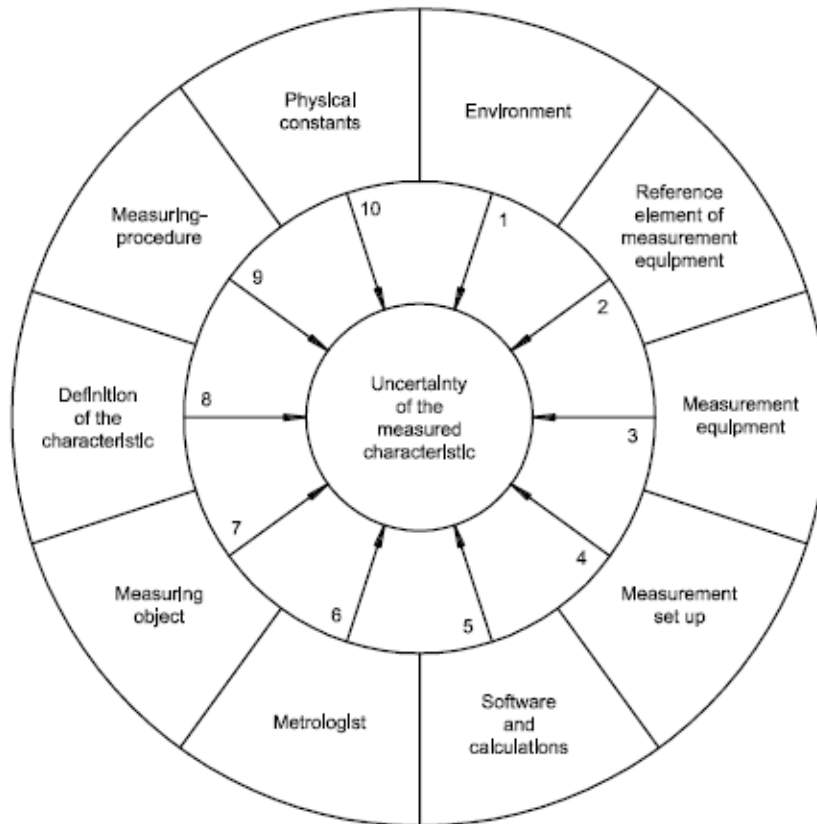 Physical
constants
Environment
Reference
element of
measurement
equipment
Measurement
equipment
Measurement
set up
Software
and
calculations
Metrologist
Measuring
object
Definition
of the
characteristic
Measuring-
procedure
1
2
3
4
5
6
7
8
9
10
Uncertainty
of the
measured
characteristic